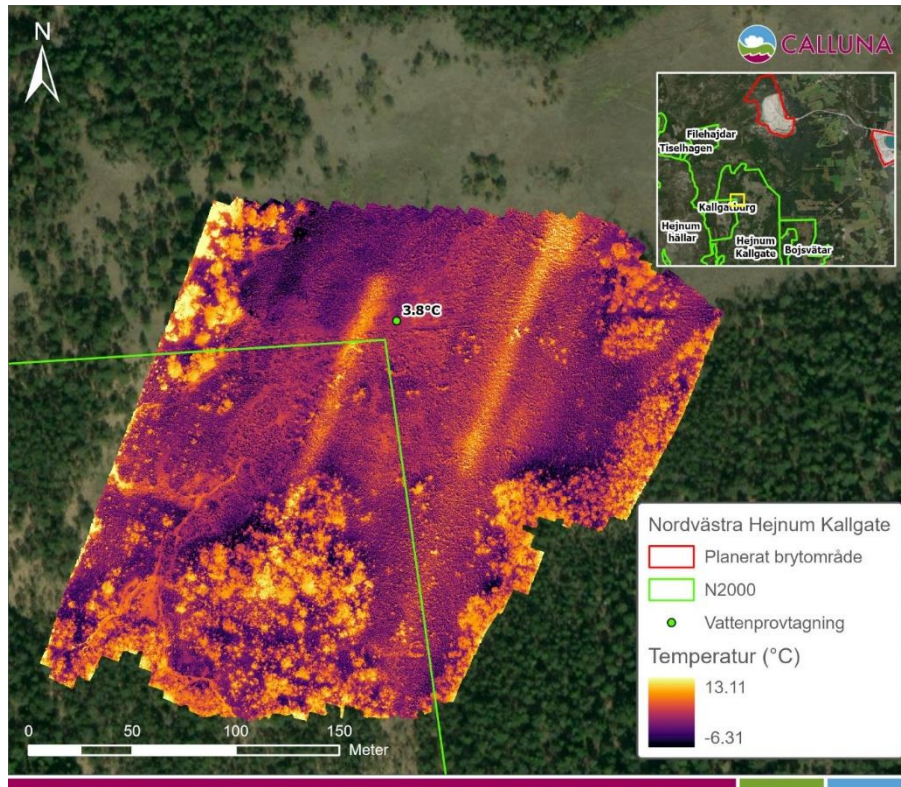 N
CALLUNA
Filehajdar
Tiselhagen
Kallgatburg
Hejnum
hällar
Hejnum
Kallgate
Bojsvätar
3.8°C
Nordvästra Hejnum Kallgate
Planerat brytområde
N2000
Vattenprovtagning
Temperatur (°C)
13.11
-6.31
0 50 100 150
Meter